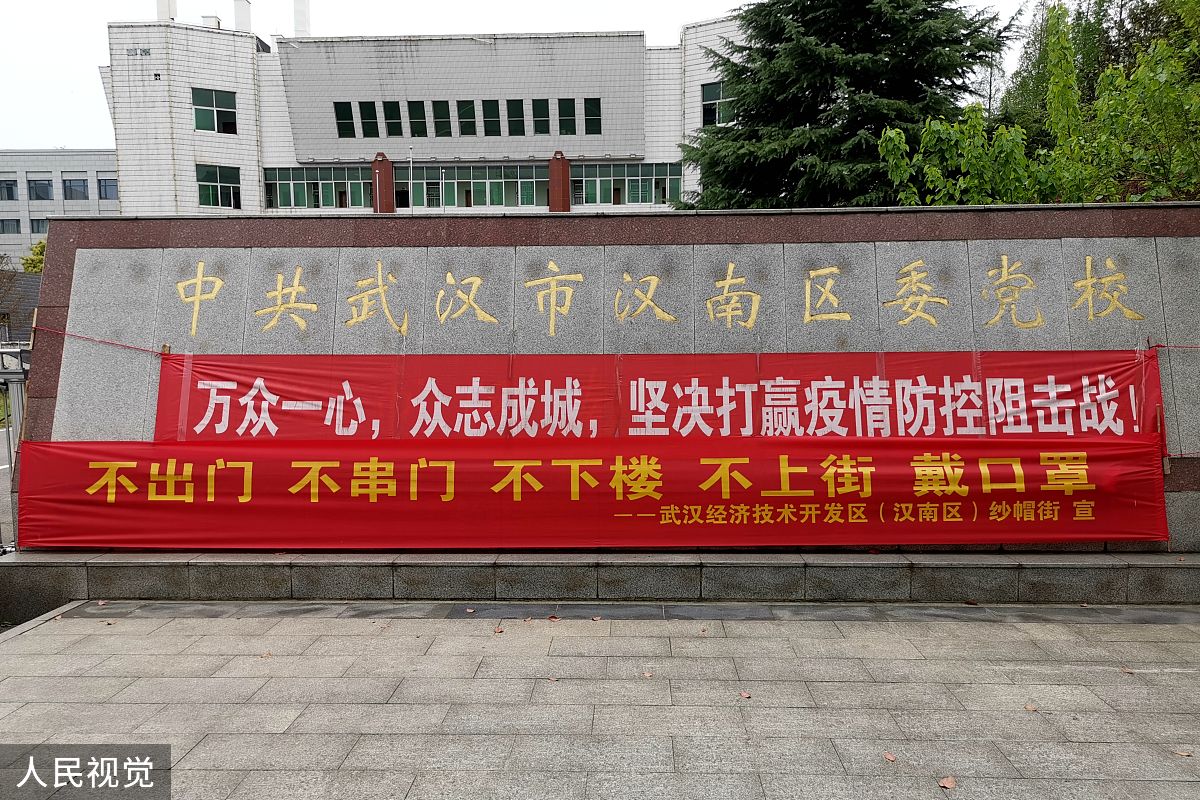 中共武汉市汉南区委党校
万众一心，众志成城，坚决打赢疫情防控阻击战！
不出门 不串门 不下楼 不上街 戴口罩
——武汉经济技术开发区（汉南区）纱帽街 宣
人民视觉